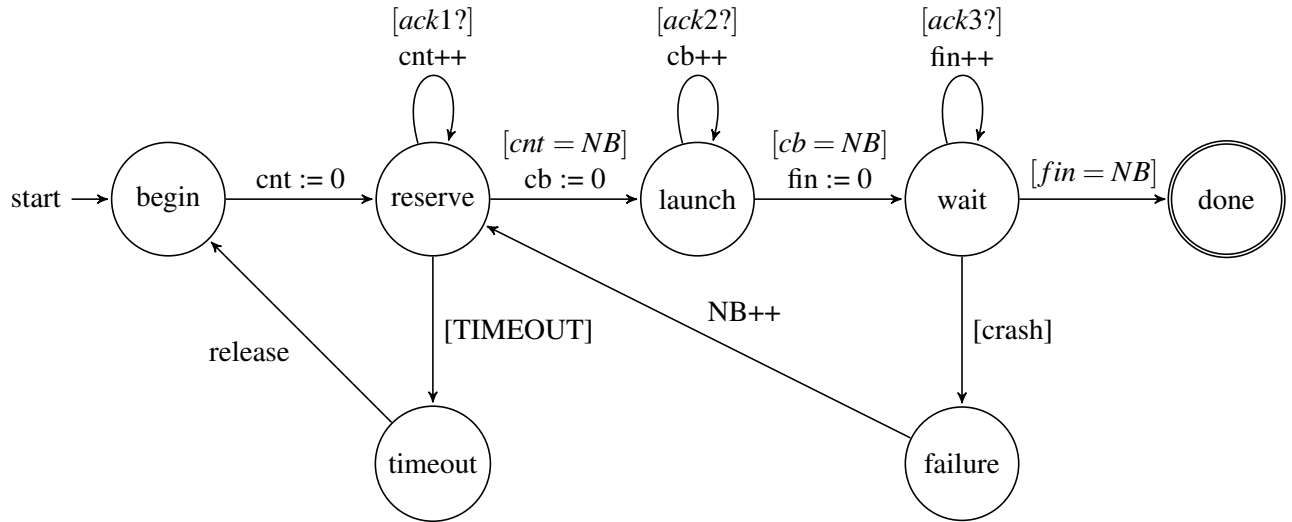 [ack1?]
cnt++
[ack2?]
cb++
[ack3?]
fin++
start
begin
cnt := 0
reserve
[cnt = NB]
cb := 0
launch
[cb = NB]
fin := 0
wait
[fin = NB]
done
release
[TIMEOUT]
NB++
[crash]
timeout
failure